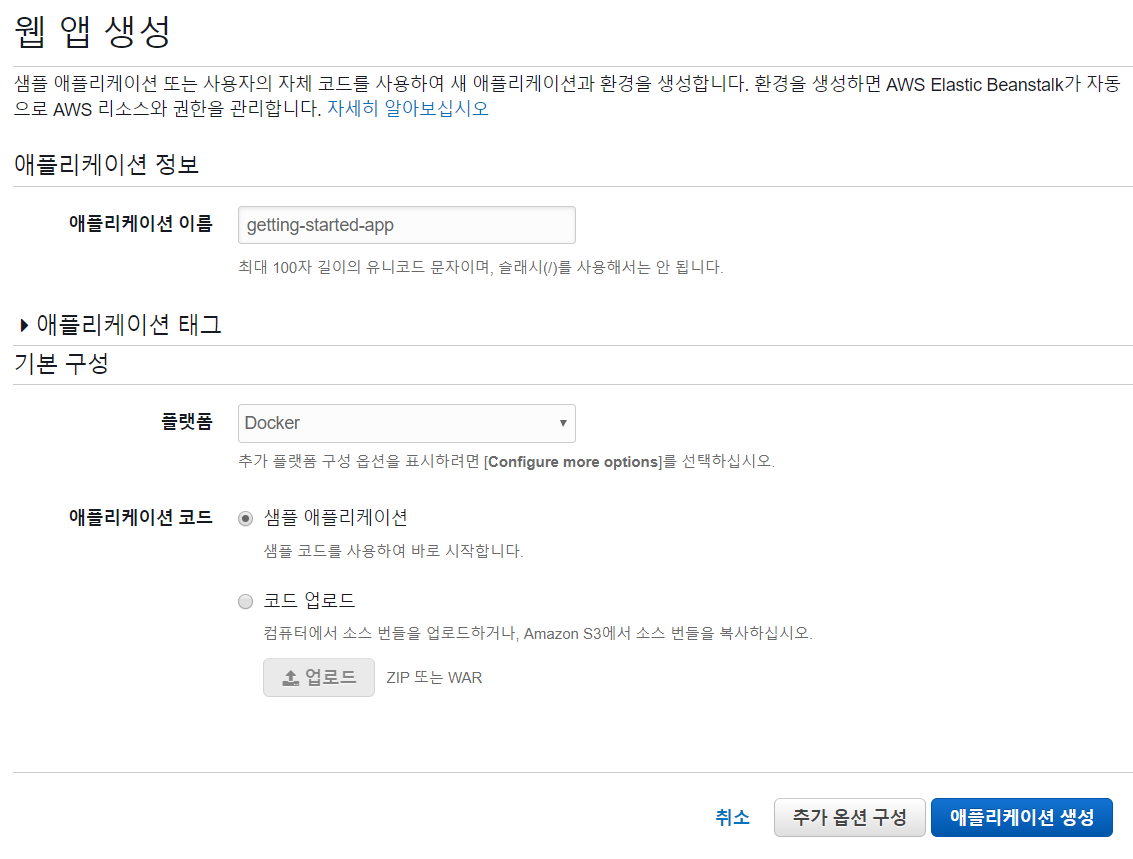 웹 앱 생성
샘플 애플리케이션 또는 사용자의 자체 코드를 사용하여 새 애플리케이션과 환경을 생성합니다. 환경을 생성하면 AWS Elastic Beanstalk가 자동
으로 AWS 리소스와 권한을 관리합니다. 자세히 알아보십시오
애플리케이션 정보
애플리케이션 이름 getting-started-app
최대 100자 길이의 유니코드 문자이며, 슬래시(/)를 사용해서는 안 됩니다.
애플리케이션 태그
기본 구성
플랫폼 Docker
추가 플랫폼 구성 옵션을 표시하려면 [Configure more options]를 선택하십시오.
애플리케이션 코드 샘플 애플리케이션
샘플 코드를 사용하여 바로 시작합니다.
코드 업로드
컴퓨터에서 소스 번들을 업로드하거나, Amazon S3에서 소스 번들을 복사하십시오.
업로드 ZIP 또는 WAR
취소 추가 옵션 구성 애플리케이션 생성